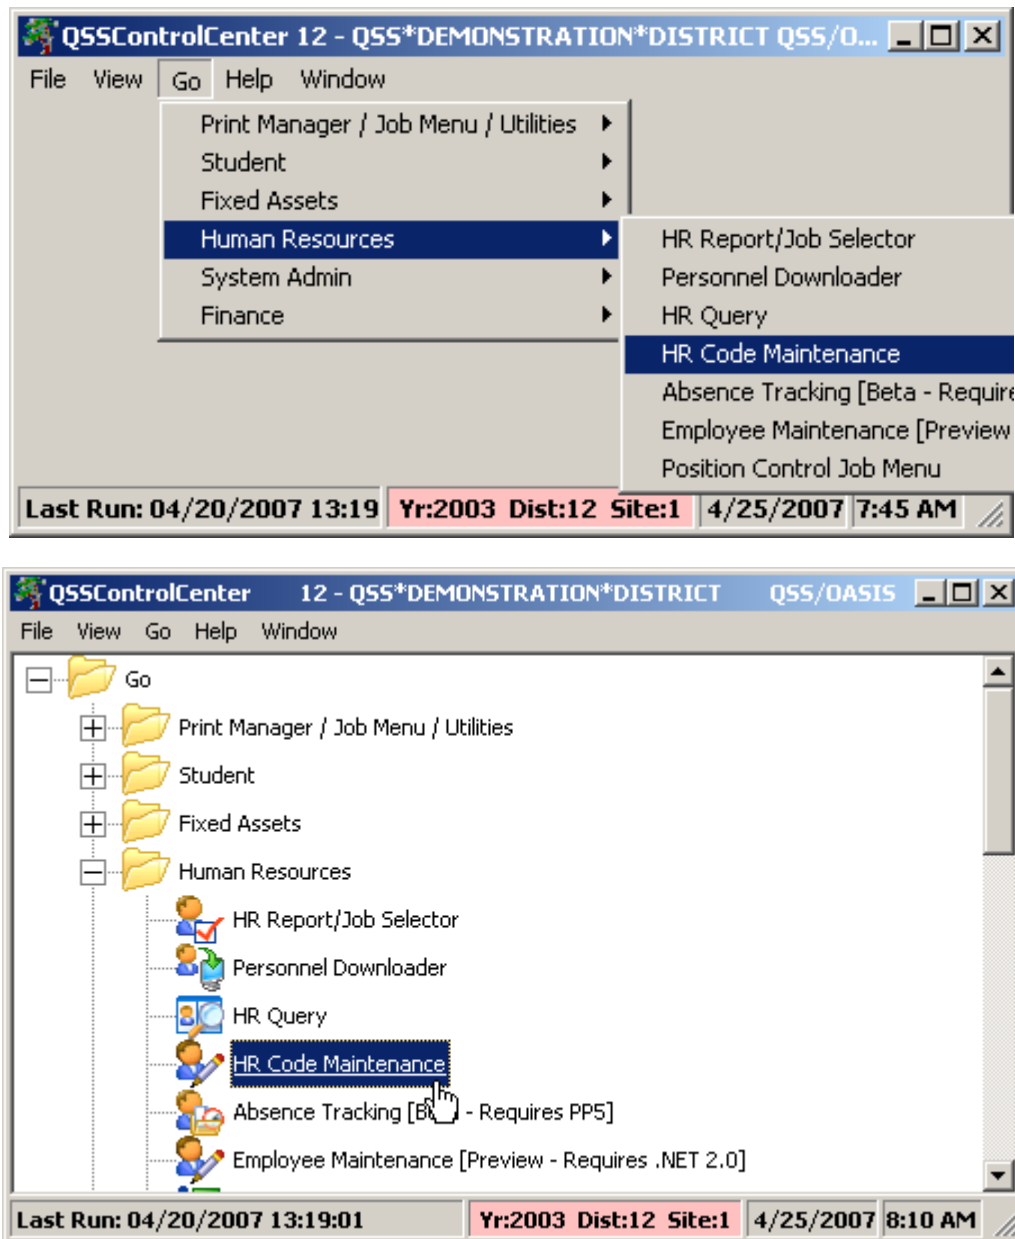 QSSControlCenter 12 - QSS*DEMONSTRATION*DISTRICT QSS/O...
File View Go Help Window
Print Manager / Job Menu / Utilities
Student
Fixed Assets
Human Resources
System Admin
Finance
HR Report/Job Selector
Personnel Downloader
HR Query
HR Code Maintenance
Absence Tracking [Beta - Require
Employee Maintenance [Preview
Position Control Job Menu
Last Run: 04/20/2007 13:19 Yr:2003 Dist:12 Site:1 4/25/2007 7:45 AM
QSSControlCenter 12 - QSS*DEMONSTRATION*DISTRICT QSS/OASIS
File View Go Help Window
Go
Print Manager / Job Menu / Utilities
Student
Fixed Assets
Human Resources
HR Report/Job Selector
Personnel Downloader
HR Query
HR Code Maintenance
Absence Tracking [ - Requires PP5]
Employee Maintenance [Preview - Requires .NET 2.0]
Last Run: 04/20/2007 13:19:01 Yr:2003 Dist:12 Site:1 4/25/2007 8:10 AM